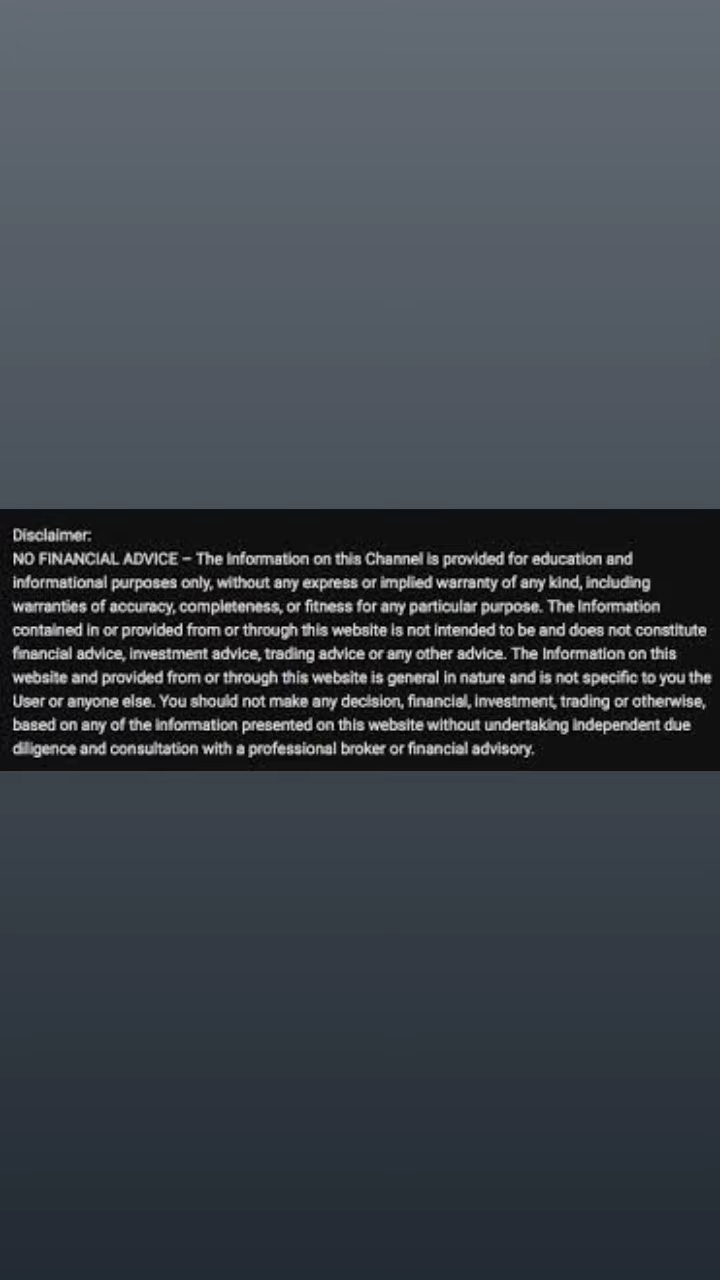 Disclaimer:
NO FINANCIAL ADVICE – The Information on this Channel is provided for education and
informational purposes only, without any express or implied warranty of any kind, including
warranties of accuracy, completeness, or fitness for any particular purpose. The Information
contained in or provided from or through this website is not intended to be and does not constitute
financial advice, investment advice, trading advice or any other advice. The Information on this
website and provided from or through this website is general in nature and is not specific to you the
User or anyone else. You should not make any decision, financial, investment, trading or otherwise,
based on any of the information presented on this website without undertaking independent due
diligence and consultation with a professional broker or financial advisory.